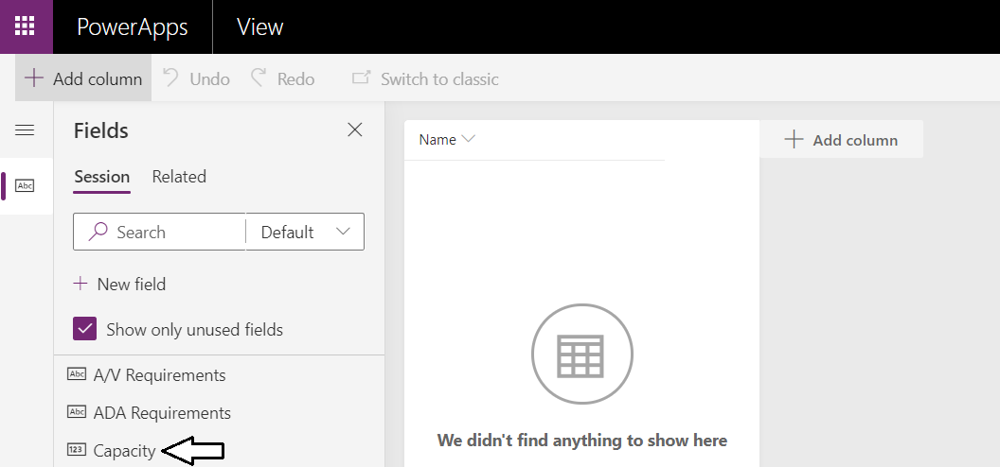 PowerApps View
Add column Undo Redo Switch to classic
Fields
Session Related
Search Default
New field
Show only unused fields
Abc A/V Requirements
Abc ADA Requirements
123 Capacity
Abc
Name Add column
We didn't find anything to show here